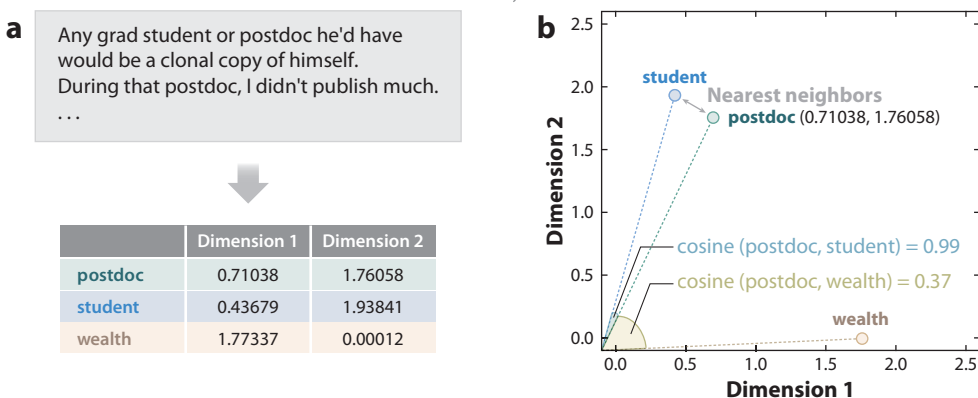 a
Any grad student or postdoc he'd have
would be a clonal copy of himself.
During that postdoc, I didn't publish much.
...
Dimension 1 Dimension 2
postdoc 0.71038 1.76058
student 0.43679 1.93841
wealth 1.77337 0.00012
b
2.5
2.0
1.5
1.0
0.5
0.0
Dimension 2
student
Nearest neighbors
postdoc (0.71038, 1.76058)
cosine (postdoc, student) = 0.99
cosine (postdoc, wealth) = 0.37
wealth
0.0 0.5 1.0 1.5 2.0 2.5
Dimension 1